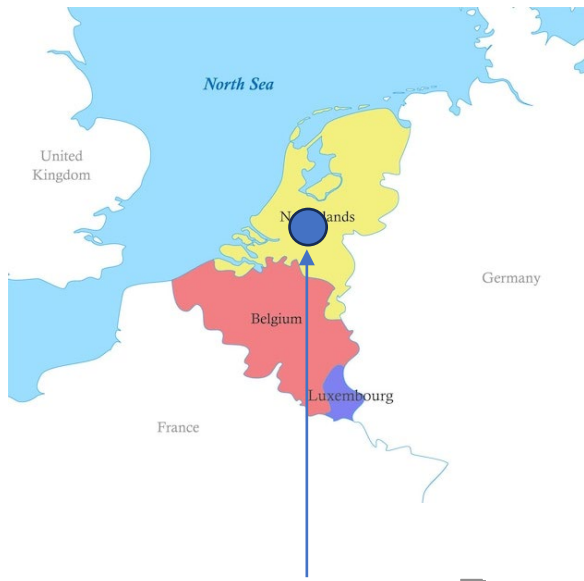 North Sea
United
Kingdom
Germany
Belgium
Luxembourg
France